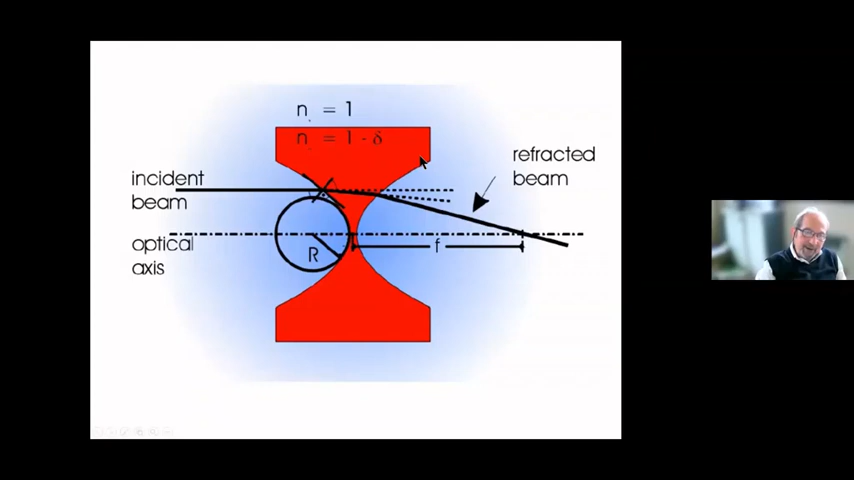 n = 1
n = 1 - δ
incident
beam
refracted
beam
optical
axis
R
f